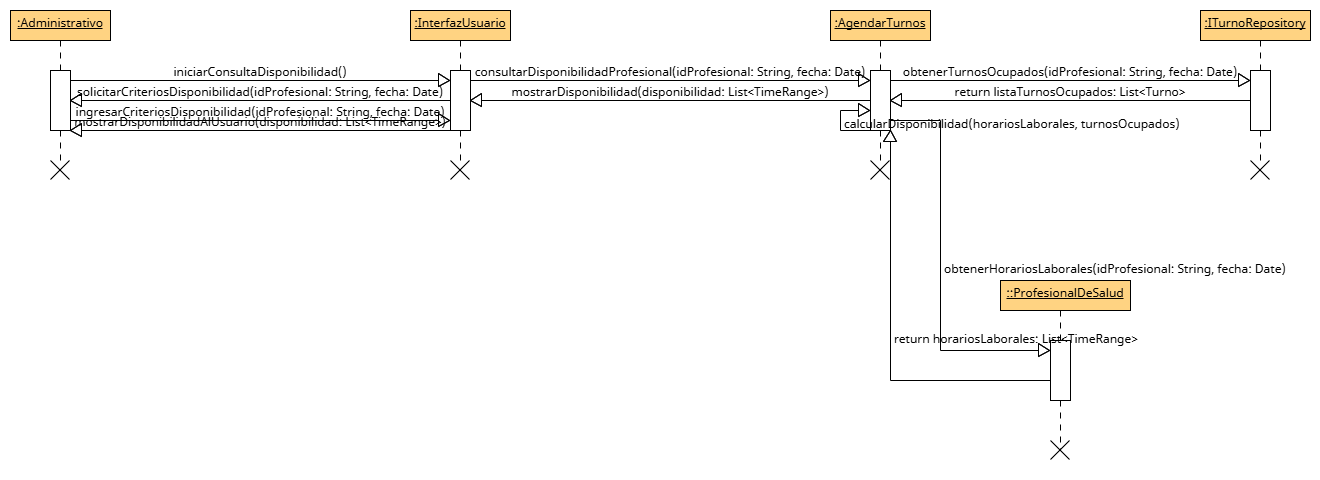 :Administrativo
:InterfazUsuario
:AgendarTurnos
:ITurnoRepository
iniciarConsultaDisponibilidad()
consultarDisponibilidadProfesional(idProfesional: String, fecha: Date)
obtenerTurnosOcupados(idProfesional: String, fecha: Date)
solicitarCriteriosDisponibilidad(idProfesional: String, fecha: Date)
mostrarDisponibilidad(disponibilidad: List<TimeRange>)
return listaTurnosOcupados: List<Turno>
ingresarCriteriosDisponibilidad(idProfesional: String, fecha: Date)
mostrarDisponibilidadAlUsuario(disponibilidad: List<TimeRange>)
calcularDisponibilidad(horariosLaborales, turnosOcupados)
obtenerHorariosLaborales(idProfesional: String, fecha: Date)
::ProfesionalDeSalud
return horariosLaborales: List<TimeRange>